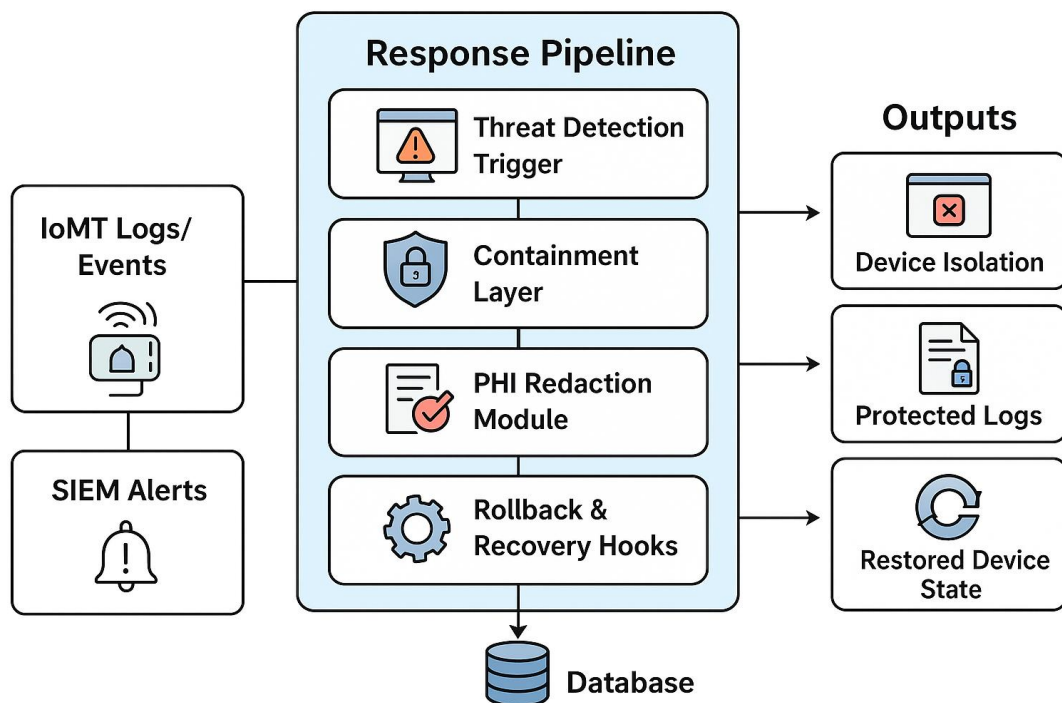 Response Pipeline
Threat Detection
Trigger
Containment
Layer
PHI Redaction
Module
Rollback &
Recovery Hooks
IoMT Logs/
Events
SIEM Alerts
Outputs
Device Isolation
Protected Logs
Restored Device
State
Database